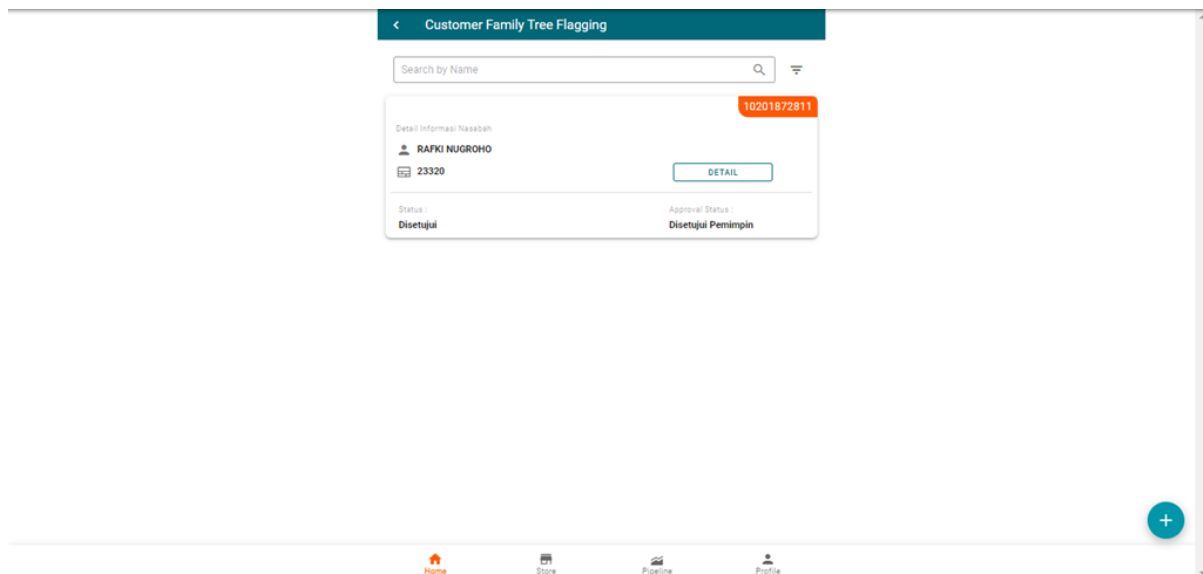 Customer Family Tree Flagging
Search by Name
10201872811
Detail Informasi Nasabah
RAFKI NUGROHO
23320
DETAIL
Status :
Approval Status :
Disetujui
Disetujui Pemimpin
Home
Store
Pipeline
Profile